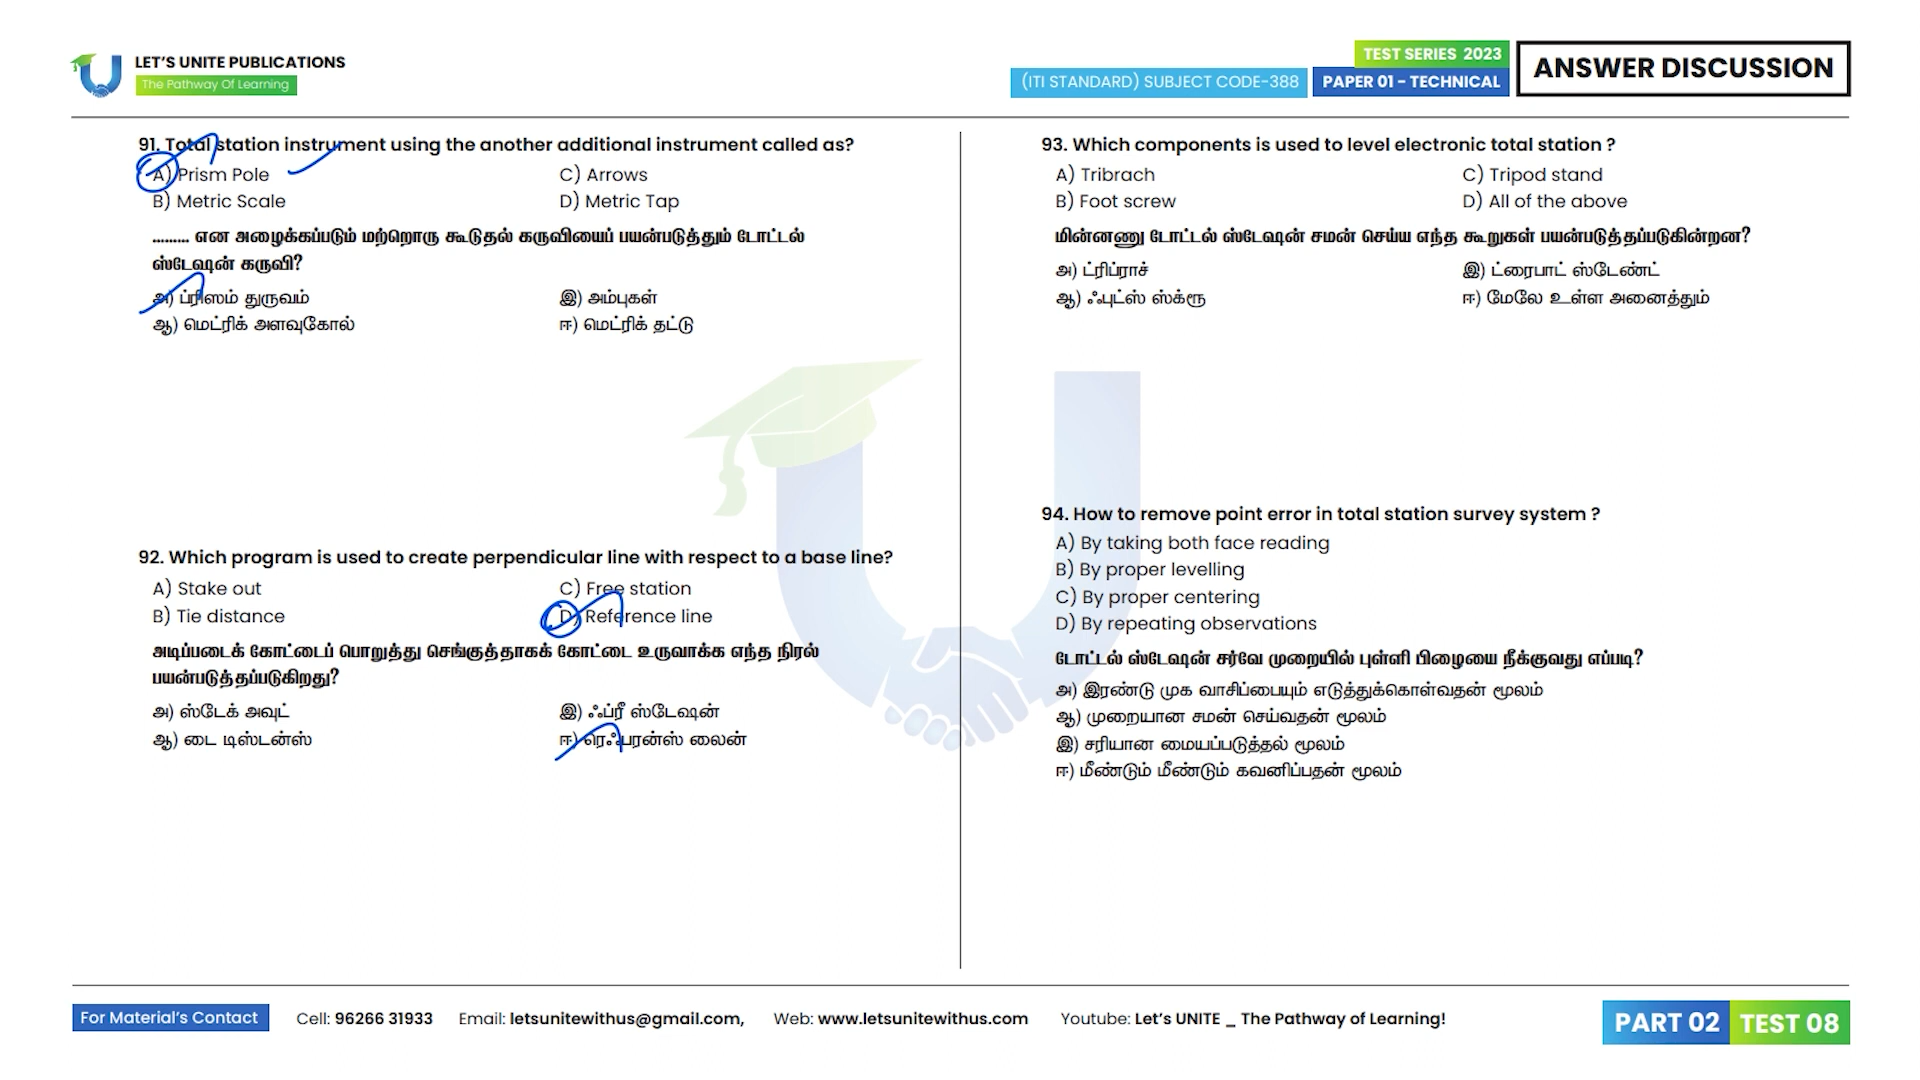 LET'S UNITE PUBLICATIONS
The Pathway Of Learning
TEST SERIES 2023
(ITI STANDARD) SUBJECT CODE-388
PAPER 01 - TECHNICAL
ANSWER DISCUSSION
91. Total station instrument using the another additional instrument called as?
A) Prism Pole
C) Arrows
B) Metric Scale
D) Metric Tap
......... என அழைக்கப்படும் மற்றொரு கூடுதல் கருவியைப் பயன்படுத்தும் டோட்டல்
ஸ்டேஷன் கருவி?
அ) ப்ரிஸம் துருவம்
இ) அம்புகள்
ஆ) மெட்ரிக் அளவுகோல்
ஈ) மெட்ரிக் தட்டு
92. Which program is used to create perpendicular line with respect to a base line?
A) Stake out
C) Free station
B) Tie distance
D) Reference line
அடிப்படைக் கோட்டைப் பொறுத்து செங்குத்தாகக் கோட்டை உருவாக்க எந்த நிரல்
பயன்படுத்தப்படுகிறது?
அ) ஸ்டேக் அவுட்
இ) ஃப்ரீ ஸ்டேஷன்
ஆ) டை டிஸ்டன்ஸ்
ஈ) ரெஃபரன்ஸ் லைன்
93. Which components is used to level electronic total station ?
A) Tribrach
C) Tripod stand
B) Foot screw
D) All of the above
மின்னணு டோட்டல் ஸ்டேஷன் சமன் செய்ய எந்த கூறுகள் பயன்படுத்தப்படுகின்றன?
அ) ட்ரிப்ராச்
இ) ட்ரைபாட் ஸ்டேண்ட்
ஆ) ஃபுட்ஸ் ஸ்க்ரூ
ஈ) மேலே உள்ள அனைத்தும்
94. How to remove point error in total station survey system ?
A) By taking both face reading
B) By proper levelling
C) By proper centering
D) By repeating observations
டோட்டல் ஸ்டேஷன் சர்வே முறையில் புள்ளி பிழையை நீக்குவது எப்படி?
அ) இரண்டு முக வாசிப்பையும் எடுத்துக்கொள்வதன் மூலம்
ஆ) முறையான சமன் செய்வதன் மூலம்
இ) சரியான மையப்படுத்தல் மூலம்
ஈ) மீண்டும் மீண்டும் கவனிப்பதன் மூலம்
For Material's Contact
Cell: 96266 31933
Email: letsunitewithus@gmail.com,
Web: www.letsunitewithus.com
Youtube: Let's UNITE _ The Pathway of Learning!
PART 02
TEST 08